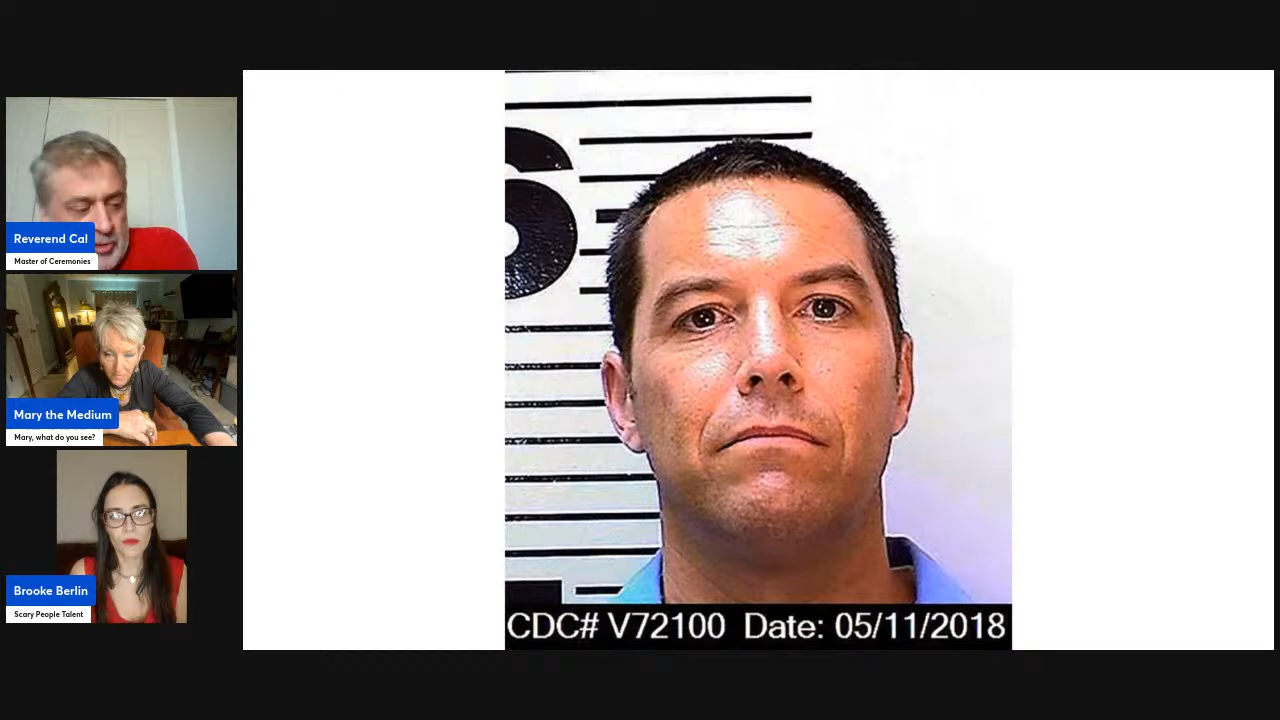 Reverend Cal
Master of Ceremonies
Mary the Medium
Mary, what do you see?
Brooke Berlin
Scary People Talent
6
CDC# V72100 Date: 05/11/2018